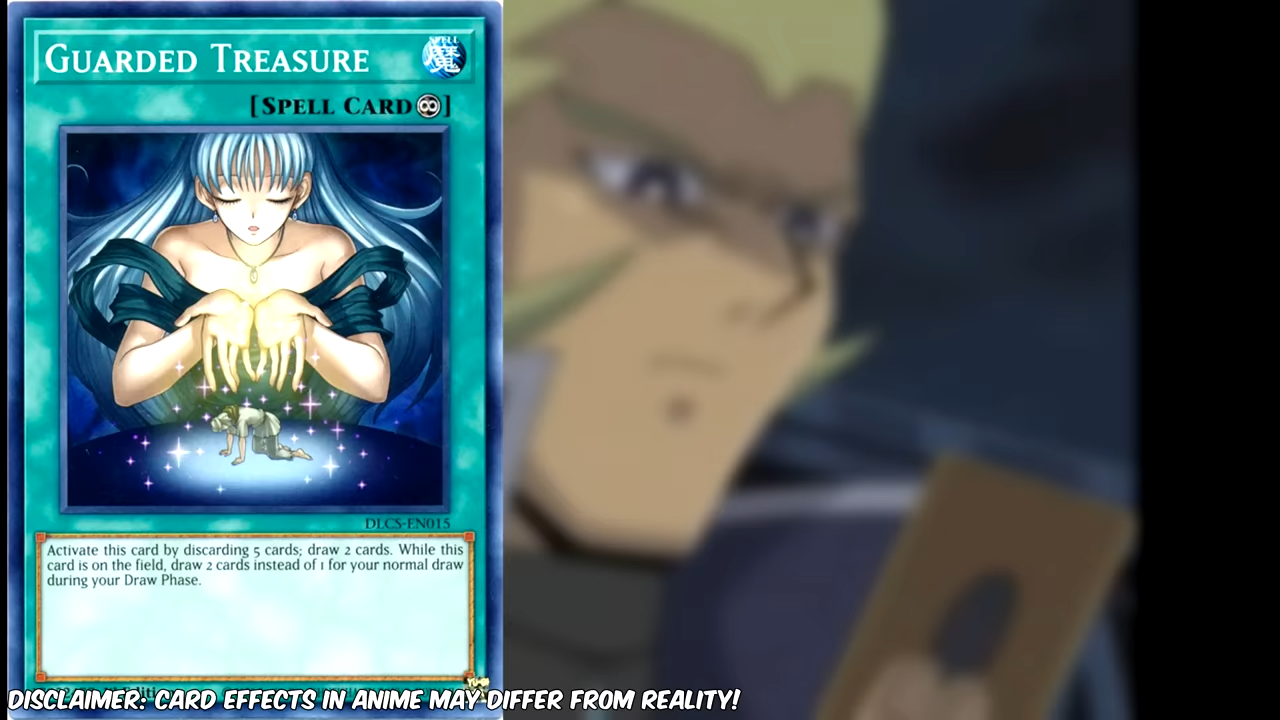 GUARDED TREASURE
SPELL
魔
[SPELL CARD]
DLCS-EN015
Activate this card by discarding 5 cards; draw 2 cards. While this
card is on the field, draw 2 cards instead of 1 for your normal draw
during your Draw Phase.
DISCLAIMER: CARD EFFECTS IN ANIME MAY DIFFER FROM REALITY!